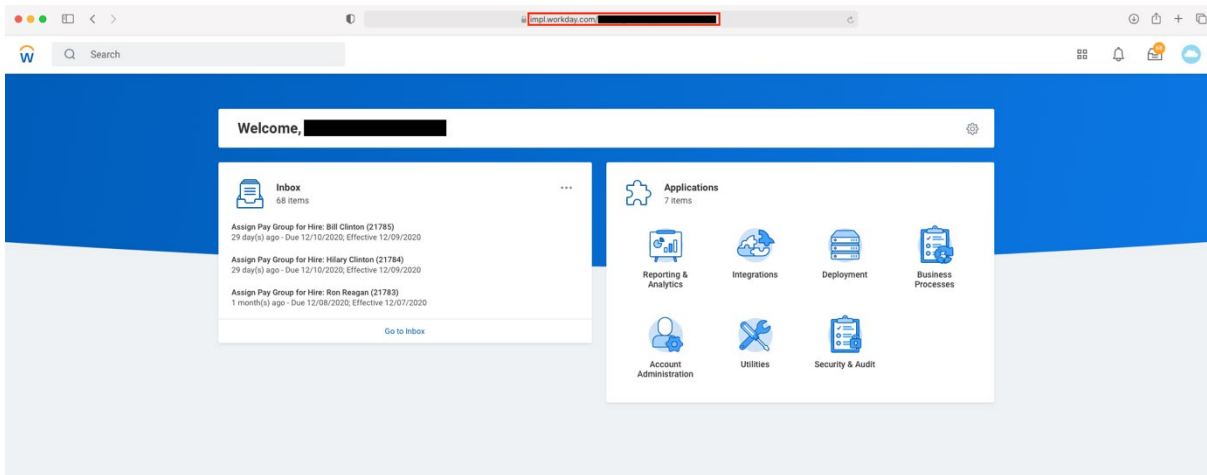 impl.workday.com/
W
Search
68
Welcome,
Inbox
68 items
Assign Pay Group for Hire: Bill Clinton (21785)
29 day(s) ago - Due 12/10/2020; Effective 12/09/2020
Assign Pay Group for Hire: Hilary Clinton (21784)
29 day(s) ago - Due 12/10/2020; Effective 12/09/2020
Assign Pay Group for Hire: Ron Reagan (21783)
1 month(s) ago - Due 12/08/2020; Effective 12/07/2020
Go to Inbox
Applications
7 items
Reporting &
Analytics
Integrations
Deployment
Business
Processes
Account
Administration
Utilities
Security & Audit